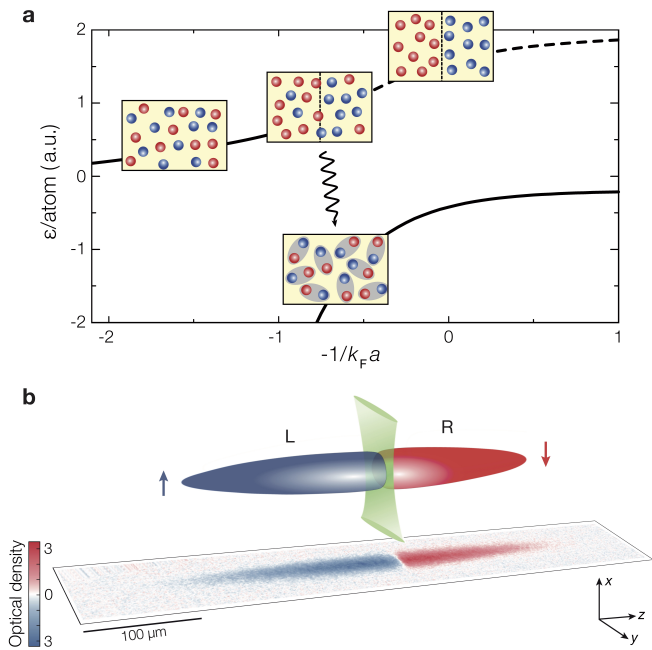 a
2
1
0
-1
-2
ε/atom (a.u.)
-2
-1
0
1
-1/kFa
b
L
R
Optical density
3
0
3
100 μm
x
z
y